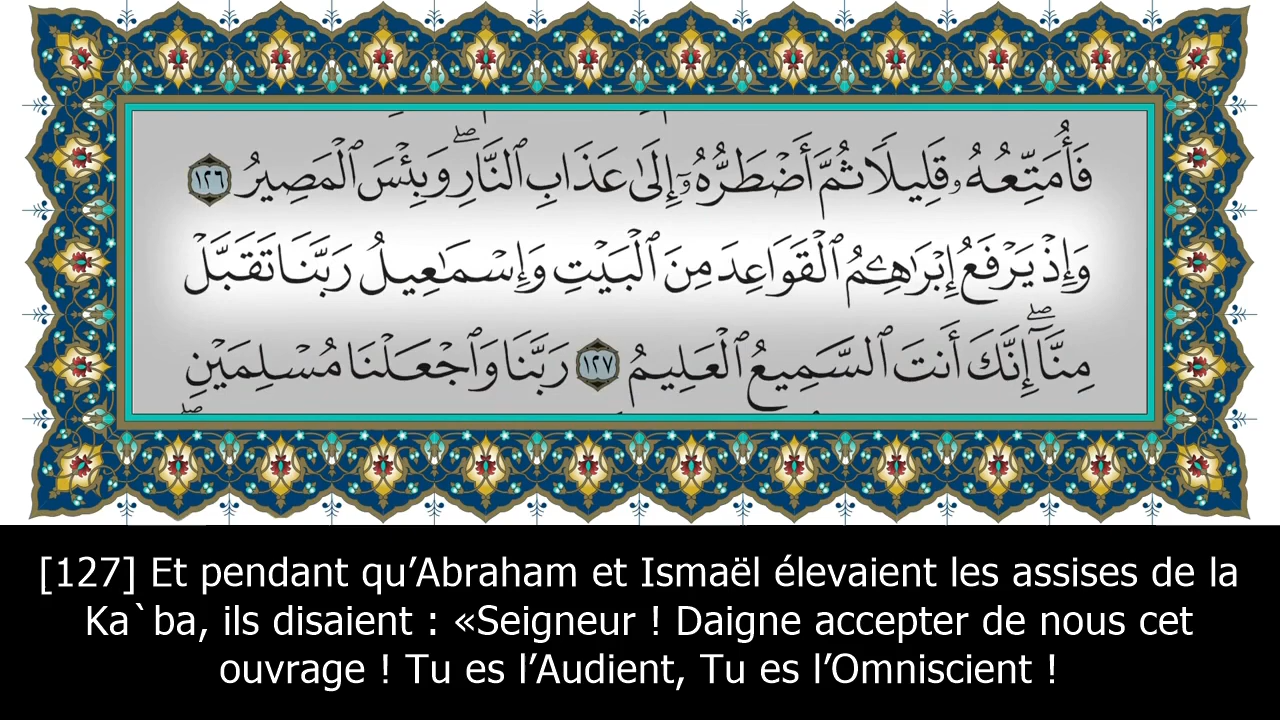 فَأُمَتِّعُهُۥ قَلِيلًا ثُمَّ أَضْطَرُّهُۥٓ إِلَىٰ عَذَابِ ٱلنَّارِ ۖ وَبِئْسَ ٱلْمَصِيرُ ١٢٦
وَإِذْ يَرْفَعُ إِبْرَٰهِـۧمُ ٱلْقَوَاعِدَ مِنَ ٱلْبَيْتِ وَإِسْمَـٰعِيلُ رَبَّنَا تَقَبَّلْ
مِنَّآ ۖ إِنَّكَ أَنتَ ٱلسَّمِيعُ ٱلْعَلِيمُ ١٢٧ رَبَّنَا وَٱجْعَلْنَا مُسْلِمَيْنِ
[127] Et pendant qu’Abraham et Ismaël élevaient les assises de la
Ka`ba, ils disaient : «Seigneur ! Daigne accepter de nous cet
ouvrage ! Tu es l’Audient, Tu es l’Omniscient !